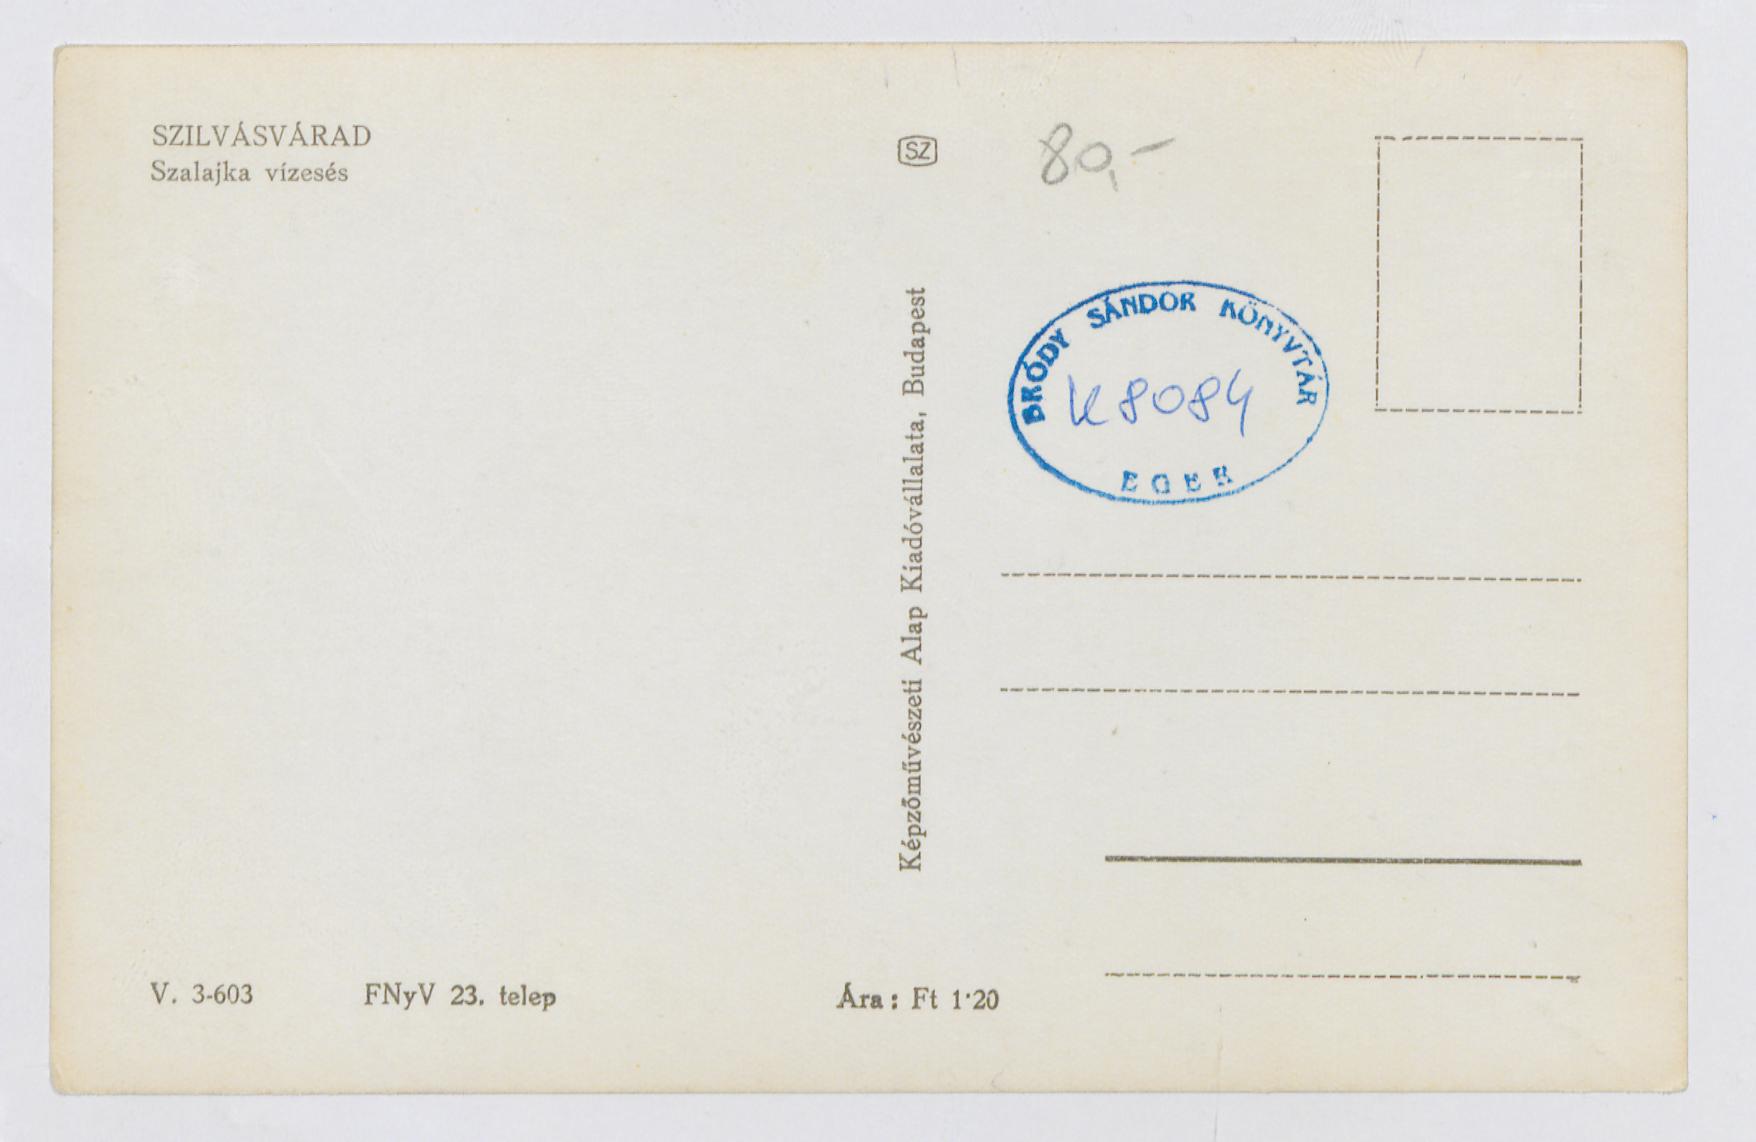 SZILVÁSVÁRAD
Szalajka vízesés
SZ
80,-
Képzőművészeti Alap Kiadóvállalata, Budapest
BRÓDY SÁNDOR KÖNYVTÁR
K 8084
EGER
V. 3-603 FNyV 23. telep Ára: Ft 1·20